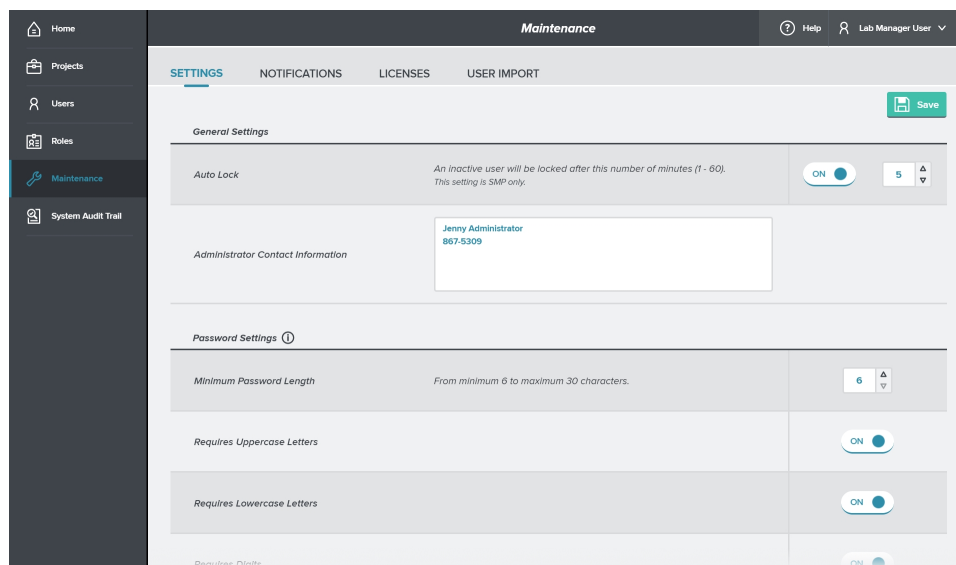 Home
Projects
Users
Roles
Maintenance
System Audit Trail
Maintenance
Help
Lab Manager User
SETTINGS NOTIFICATIONS LICENSES USER IMPORT
Save
General Settings
Auto Lock
An inactive user will be locked after this number of minutes (1 - 60).
This setting is SMP only.
ON
5
Administrator Contact Information
Jenny Administrator
867-5309
Password Settings
Minimum Password Length
From minimum 6 to maximum 30 characters.
6
Requires Uppercase Letters
ON
Requires Lowercase Letters
ON
Requires Digits
ON